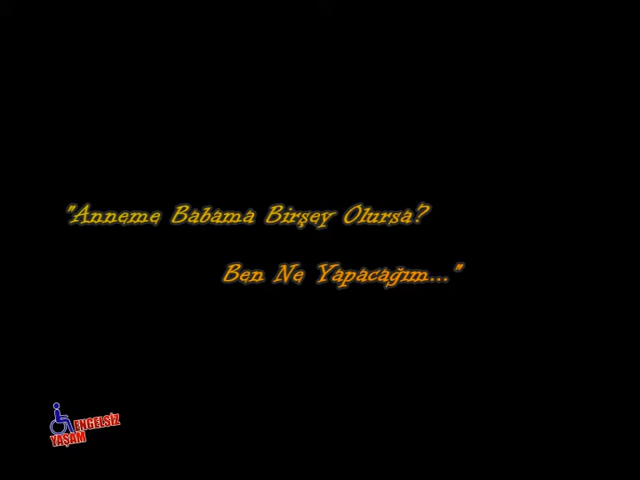 "Anneme Babama Birşey Olursa?
Ben Ne Yapacağım..."
ENGELSİZ
YAŞAM